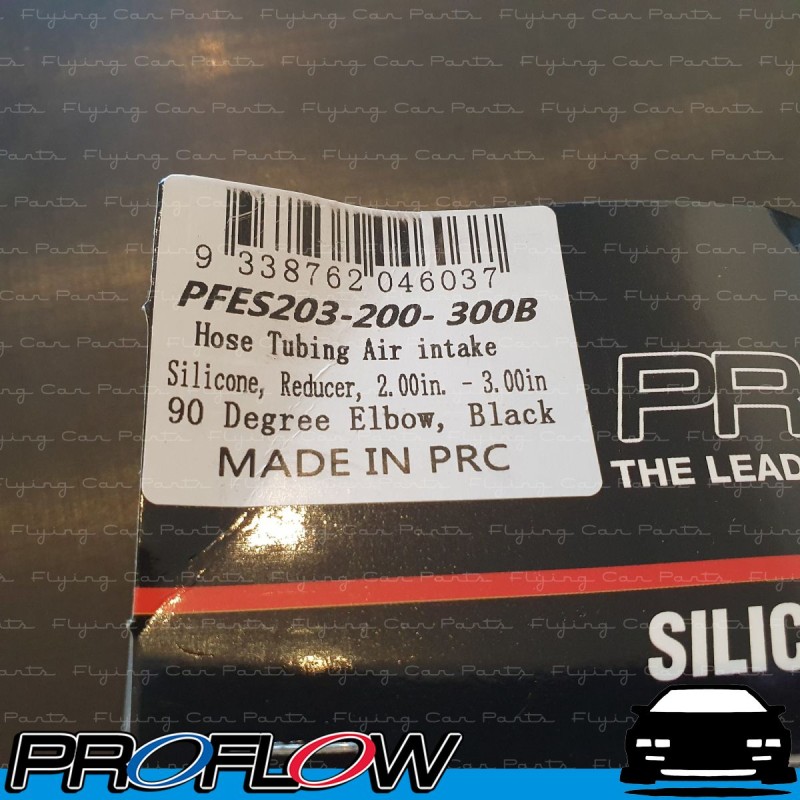 9 338762 046037
PFES203-200- 300B
Hose Tubing Air intake
Silicone, Reducer, 2.00in. - 3.00in
90 Degree Elbow, Black
MADE IN PRC
PR
THE LEAD
SILIC
PROFLOW
Flying Car Parts